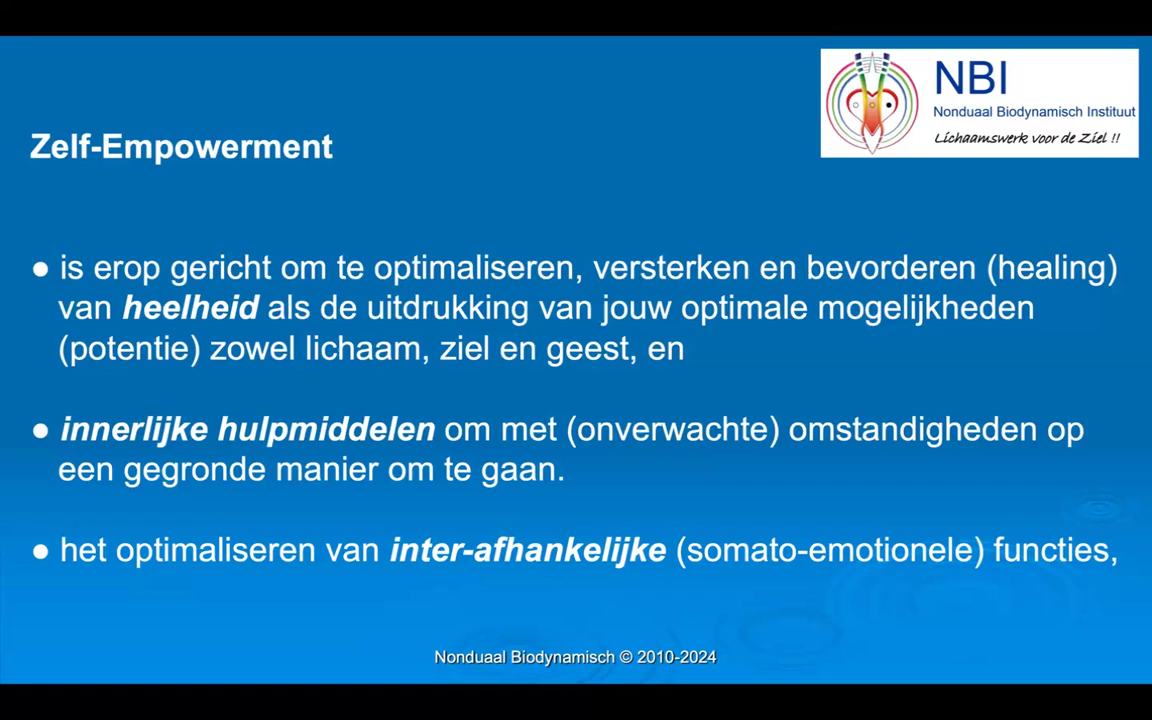 NBI
Nonduaal Biodynamisch Instituut
Lichaamswerk voor de Ziel !!
Zelf-Empowerment
● is erop gericht om te optimaliseren, versterken en bevorderen (healing)
van heelheid als de uitdrukking van jouw optimale mogelijkheden
(potentie) zowel lichaam, ziel en geest, en
● innerlijke hulpmiddelen om met (onverwachte) omstandigheden op
een gegronde manier om te gaan.
● het optimaliseren van inter-afhankelijke (somato-emotionele) functies,
Nonduaal Biodynamisch © 2010-2024